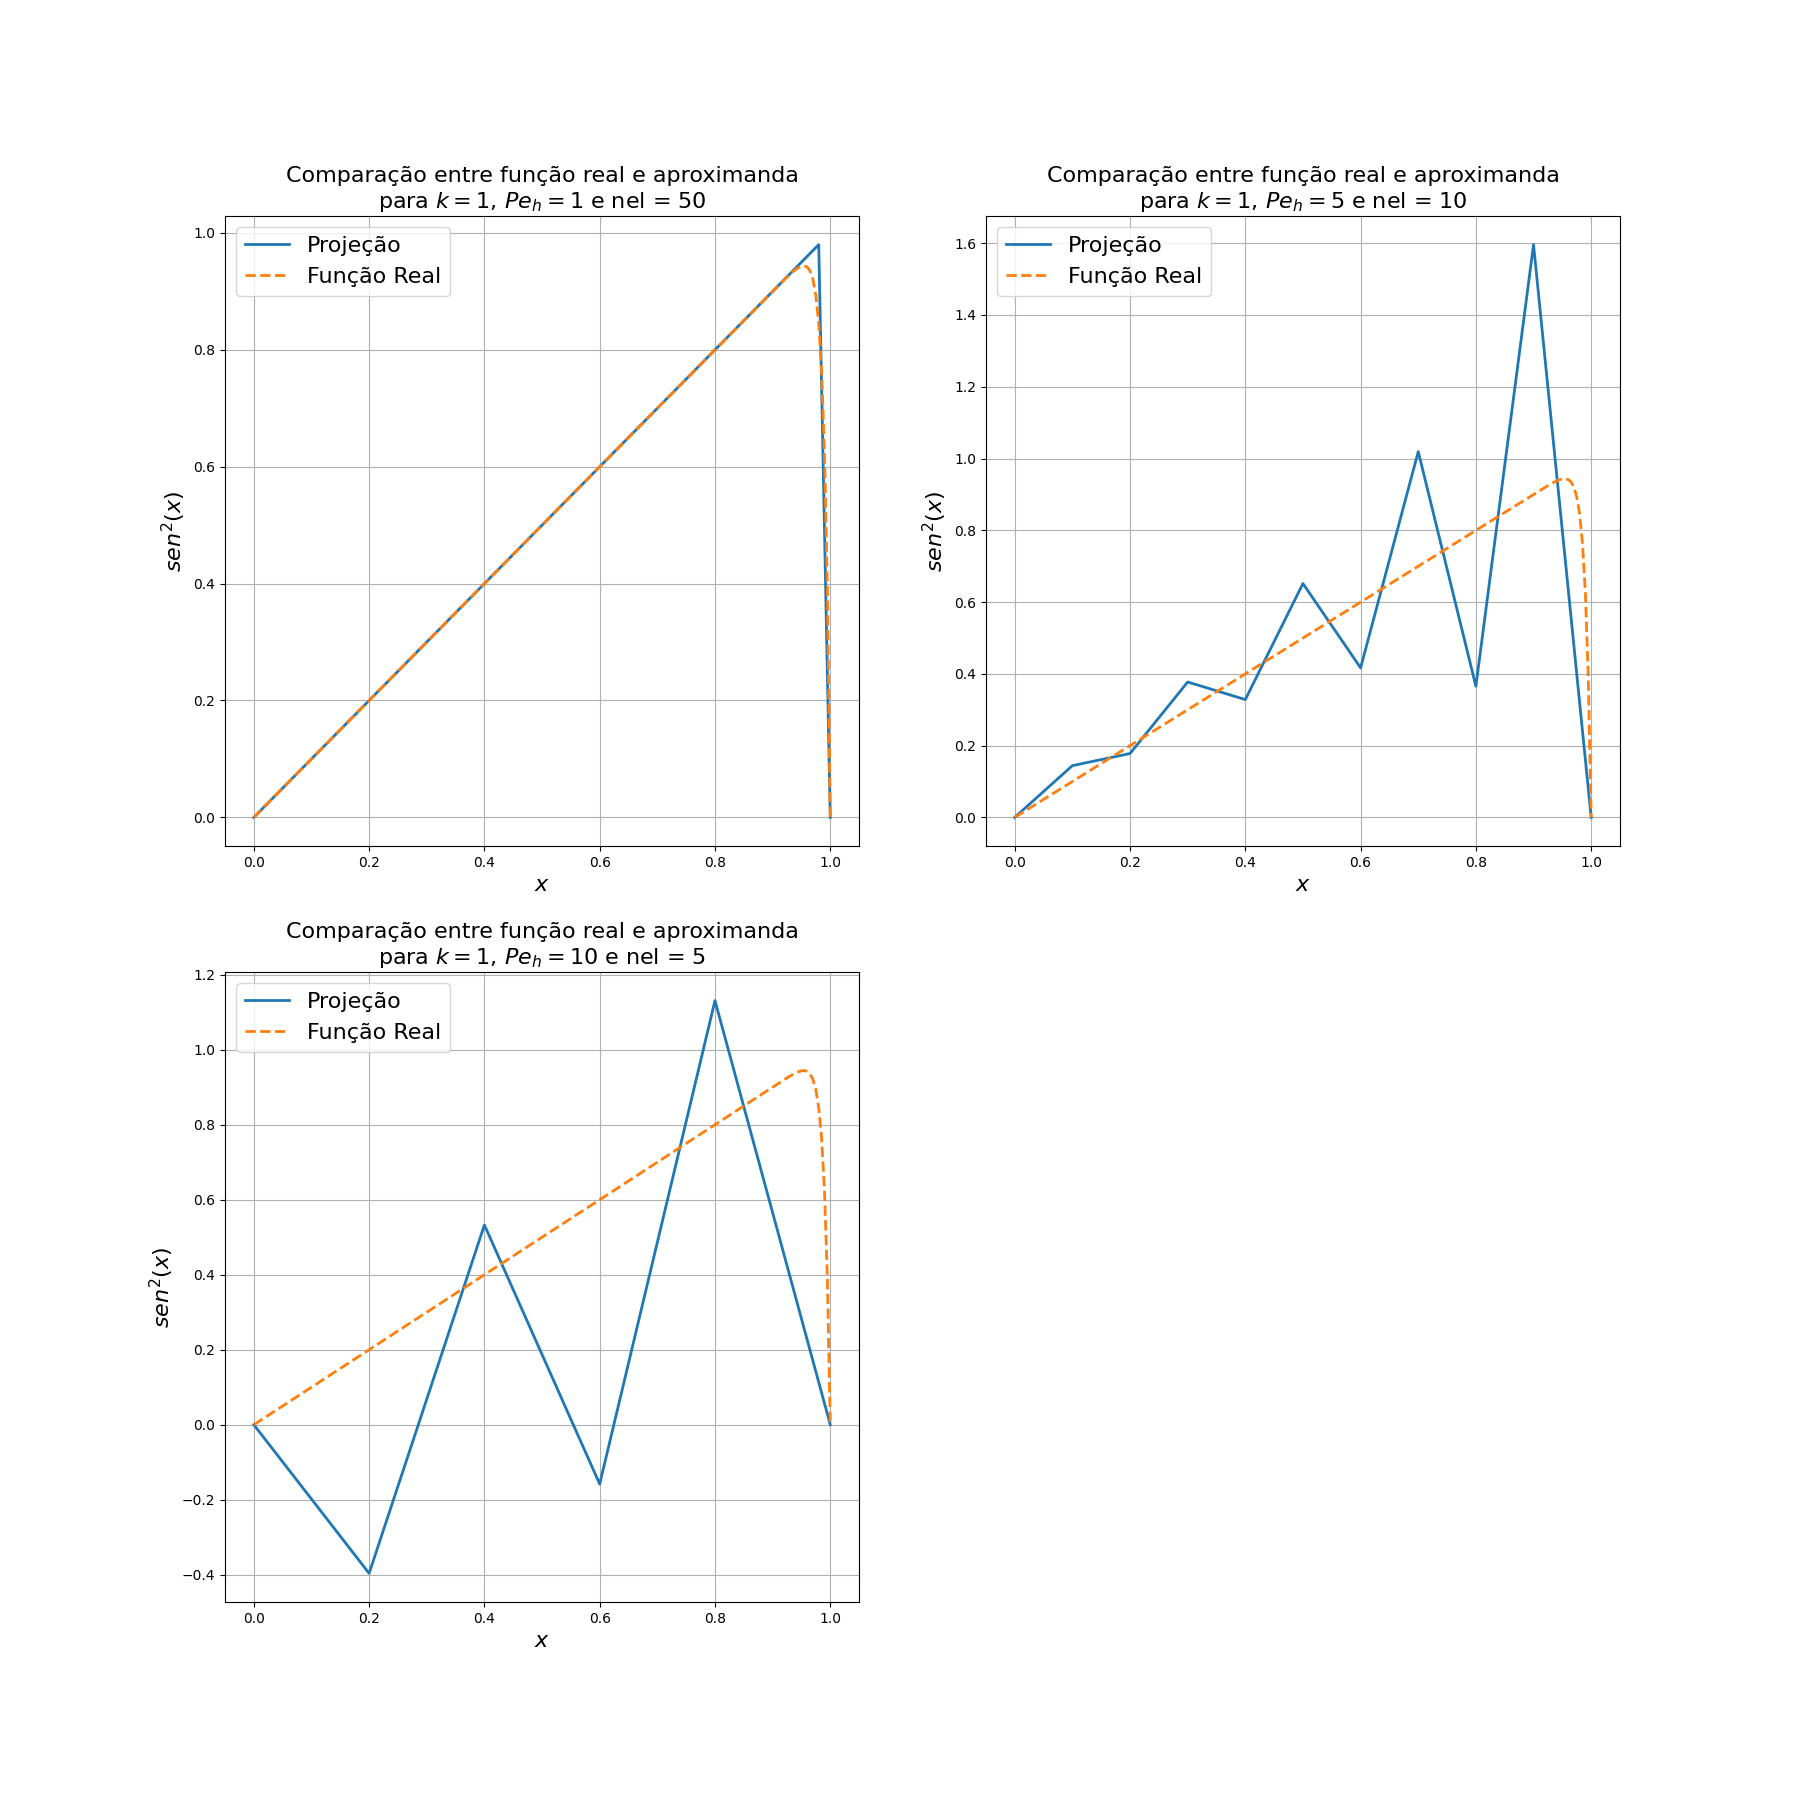 Comparação entre função real e aproximanda
para k = 1, Pe_h = 1 e nel = 50
Projeção
Função Real
1.0
0.8
0.6
0.4
0.2
0.0
sen²(x)
0.0 0.2 0.4 0.6 0.8 1.0
x
Comparação entre função real e aproximanda
para k = 1, Pe_h = 5 e nel = 10
Projeção
Função Real
1.6
1.4
1.2
1.0
0.8
0.6
0.4
0.2
0.0
sen²(x)
0.0 0.2 0.4 0.6 0.8 1.0
x
Comparação entre função real e aproximanda
para k = 1, Pe_h = 10 e nel = 5
Projeção
Função Real
1.2
1.0
0.8
0.6
0.4
0.2
0.0
−0.2
−0.4
sen²(x)
0.0 0.2 0.4 0.6 0.8 1.0
x